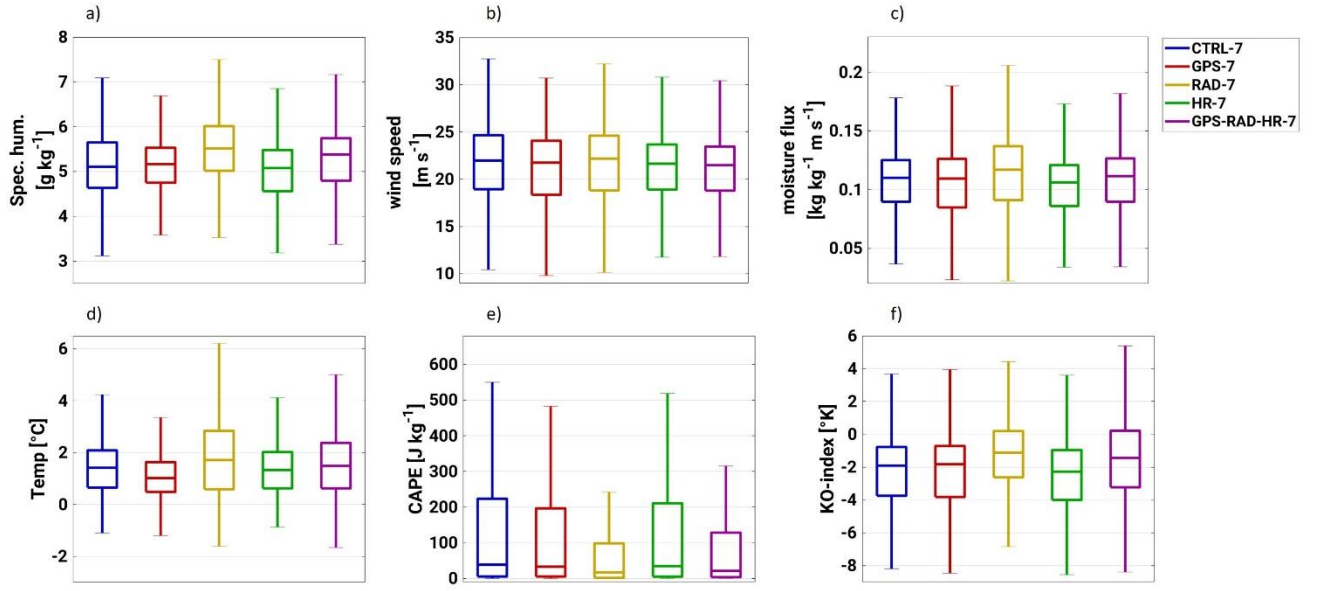 a)
Spec. hum.
[g kg-1]
8
7
6
5
4
3
b)
wind speed
[m s-1]
35
30
25
20
15
10
c)
moisture flux
[kg kg-1 m s-1]
0.2
0.15
0.1
0.05
CTRL-7
GPS-7
RAD-7
HR-7
GPS-RAD-HR-7
d)
Temp [°C]
6
4
2
0
-2
e)
CAPE [J kg-1]
600
500
400
300
200
100
0
f)
KO-index [°K]
6
4
2
0
-2
-4
-6
-8